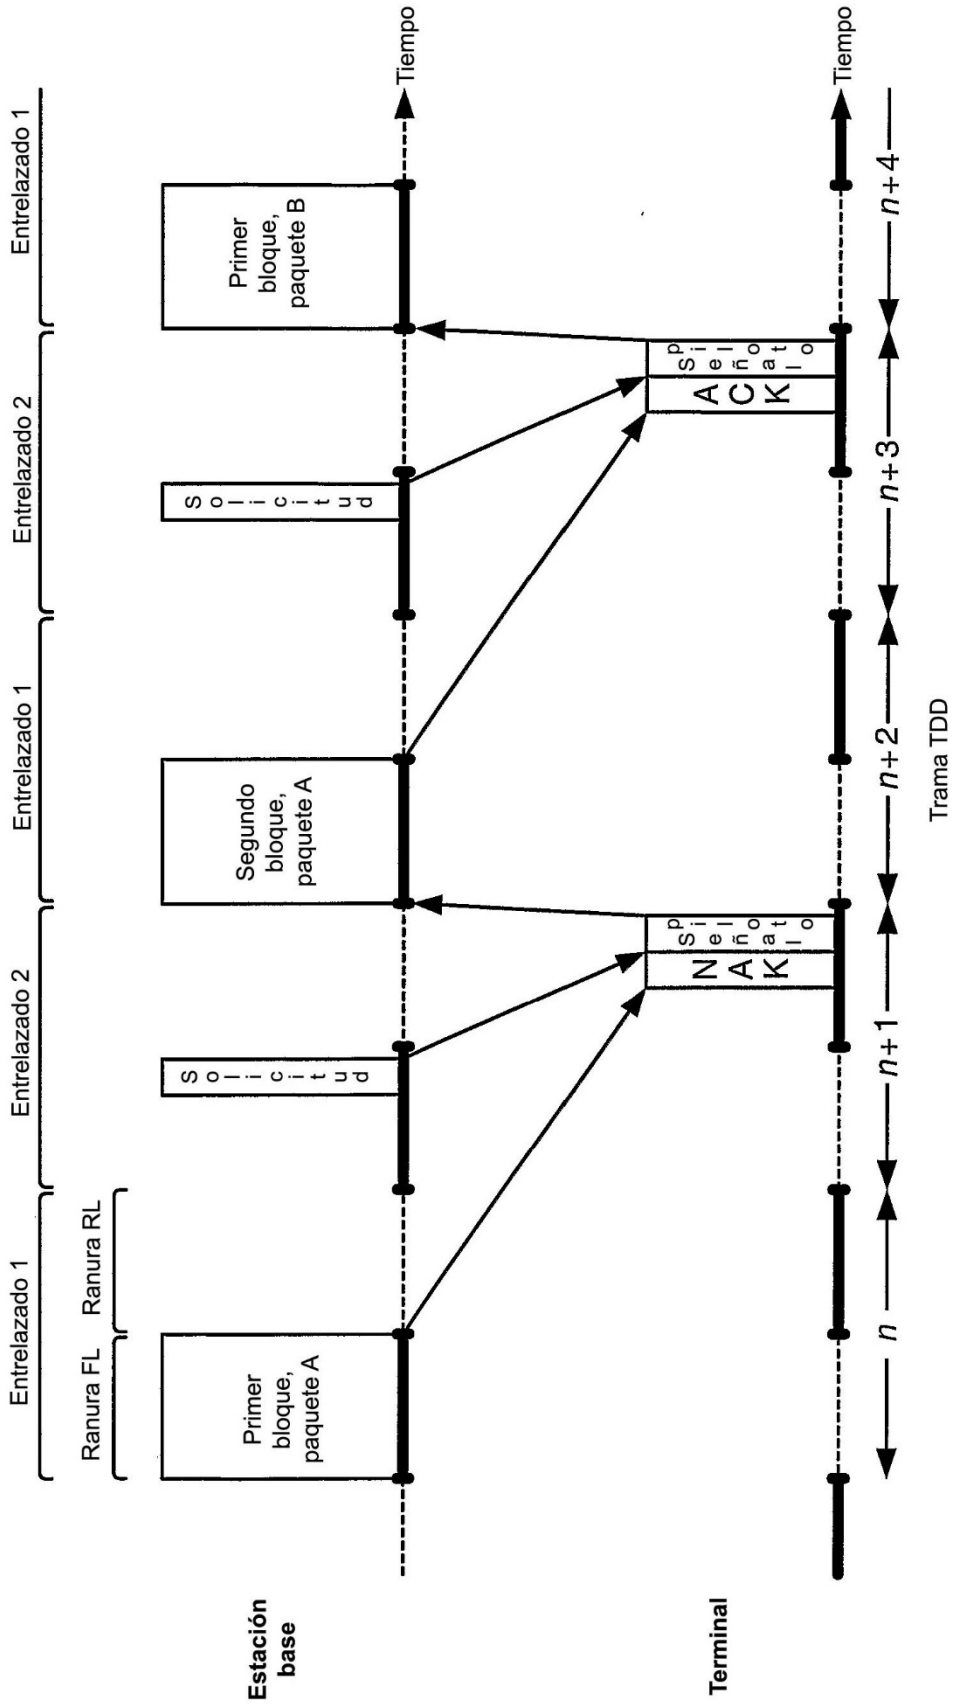 Entrelazado 1
Entrelazado 2
Entrelazado 1
Entrelazado 2
Entrelazado 1
Ranura FL
Ranura RL
Primer
bloque,
paquete A
Solicitud
Segundo
bloque,
paquete A
Solicitud
Primer
bloque,
paquete B
Estación
base
Tiempo
NAK
Señal
piloto
ACK
Señal
piloto
Terminal
Tiempo
n
n+1
n+2
n+3
n+4
Trama TDD